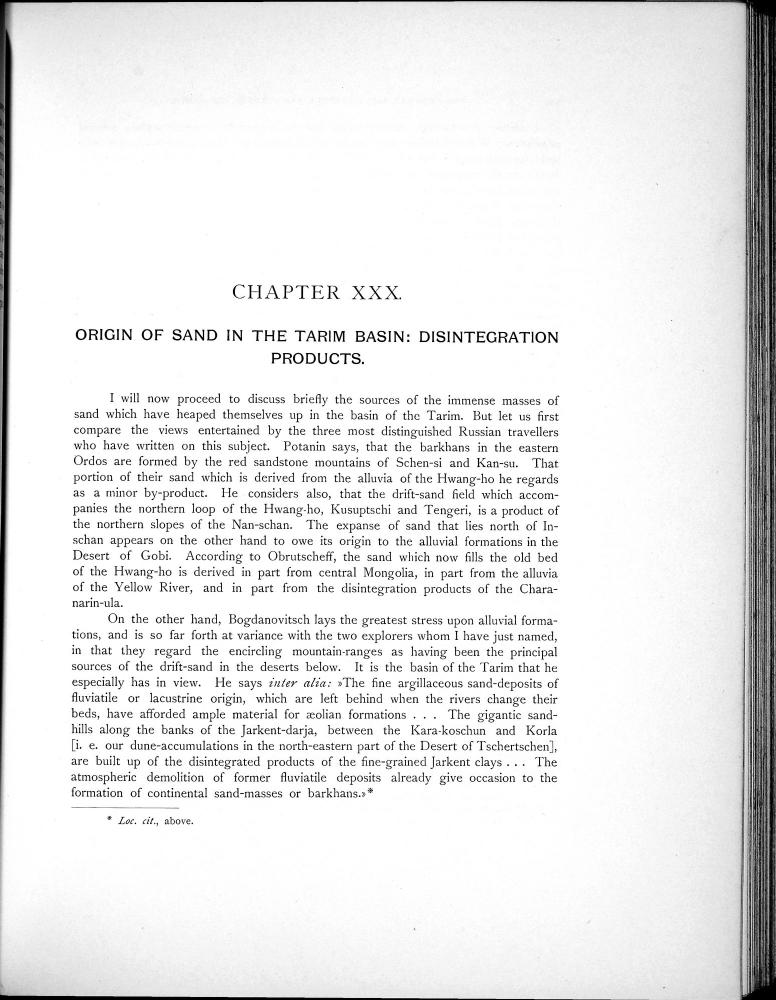 CHAPTER XXX.
ORIGIN OF SAND IN THE TARIM BASIN: DISINTEGRATION
PRODUCTS.
I will now proceed to discuss briefly the sources of the immense masses of
sand which have heaped themselves up in the basin of the Tarim. But let us first
compare the views entertained by the three most distinguished Russian travellers
who have written on this subject. Potanin says, that the barkhans in the eastern
Ordos are formed by the red sandstone mountains of Schen-si and Kan-su. That
portion of their sand which is derived from the alluvia of the Hwang-ho he regards
as a minor by-product. He considers also, that the drift-sand field which accom-
panies the northern loop of the Hwang-ho, Kusuptschi and Tengeri, is a product of
the northern slopes of the Nan-schan. The expanse of sand that lies north of In-
schan appears on the other hand to owe its origin to the alluvial formations in the
Desert of Gobi. According to Obrutscheff, the sand which now fills the old bed
of the Hwang-ho is derived in part from central Mongolia, in part from the alluvia
of the Yellow River, and in part from the disintegration products of the Chara-
narin-ula.
On the other hand, Bogdanovitsch lays the greatest stress upon alluvial forma-
tions, and is so far forth at variance with the two explorers whom I have just named,
in that they regard the encircling mountain-ranges as having been the principal
sources of the drift-sand in the deserts below. It is the basin of the Tarim that he
especially has in view. He says inter alia: »The fine argillaceous sand-deposits of
fluviatile or lacustrine origin, which are left behind when the rivers change their
beds, have afforded ample material for æolian formations . . . The gigantic sand-
hills along the banks of the Jarkent-darja, between the Kara-koschun and Korla
[i. e. our dune-accumulations in the north-eastern part of the Desert of Tschertschen],
are built up of the disintegrated products of the fine-grained Jarkent clays . . . The
atmospheric demolition of former fluviatile deposits already give occasion to the
formation of continental sand-masses or barkhans.»*
* Loc. cit., above.